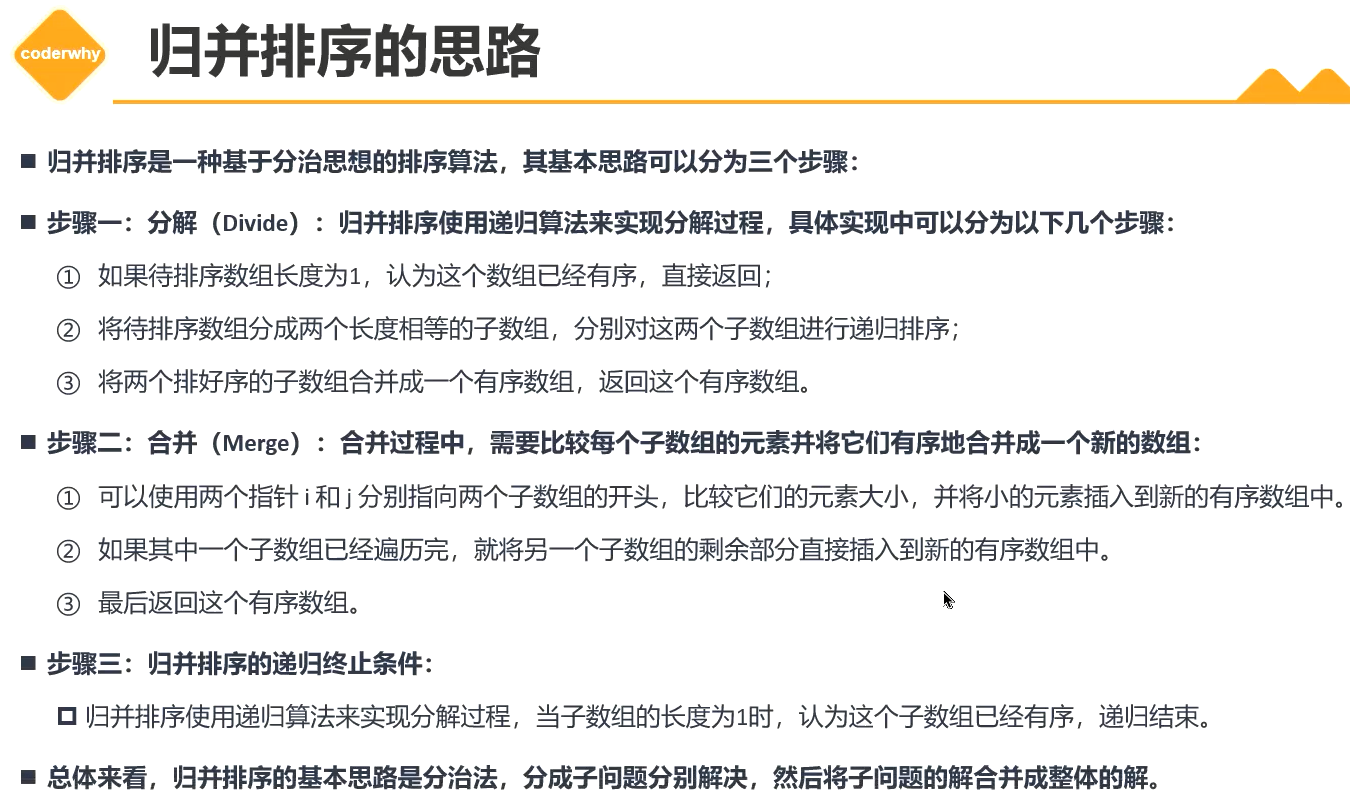 coderwhy
归并排序的思路
■ 归并排序是一种基于分治思想的排序算法，其基本思路可以分为三个步骤：
■ 步骤一：分解（Divide）：归并排序使用递归算法来实现分解过程，具体实现中可以分为以下几个步骤：
① 如果待排序数组长度为1，认为这个数组已经有序，直接返回；
② 将待排序数组分成两个长度相等的子数组，分别对这两个子数组进行递归排序；
③ 将两个排好序的子数组合并成一个有序数组，返回这个有序数组。
■ 步骤二：合并（Merge）：合并过程中，需要比较每个子数组的元素并将它们有序地合并成一个新的数组：
① 可以使用两个指针 i 和 j 分别指向两个子数组的开头，比较它们的元素大小，并将小的元素插入到新的有序数组中。
② 如果其中一个子数组已经遍历完，就将另一个子数组的剩余部分直接插入到新的有序数组中。
③ 最后返回这个有序数组。
■ 步骤三：归并排序的递归终止条件：
归并排序使用递归算法来实现分解过程，当子数组的长度为1时，认为这个子数组已经有序，递归结束。
■ 总体来看，归并排序的基本思路是分治法，分成子问题分别解决，然后将子问题的解合并成整体的解。